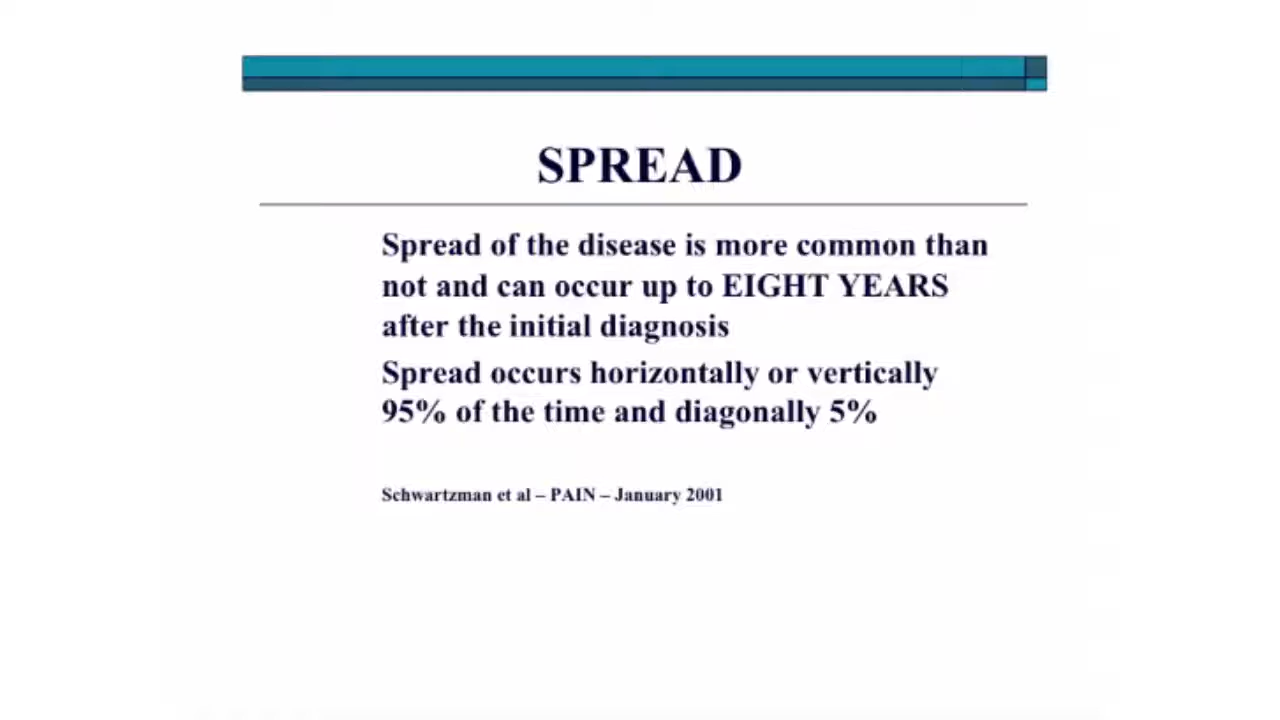 SPREAD
Spread of the disease is more common than
not and can occur up to EIGHT YEARS
after the initial diagnosis
Spread occurs horizontally or vertically
95% of the time and diagonally 5%
Schwartzman et al – PAIN – January 2001